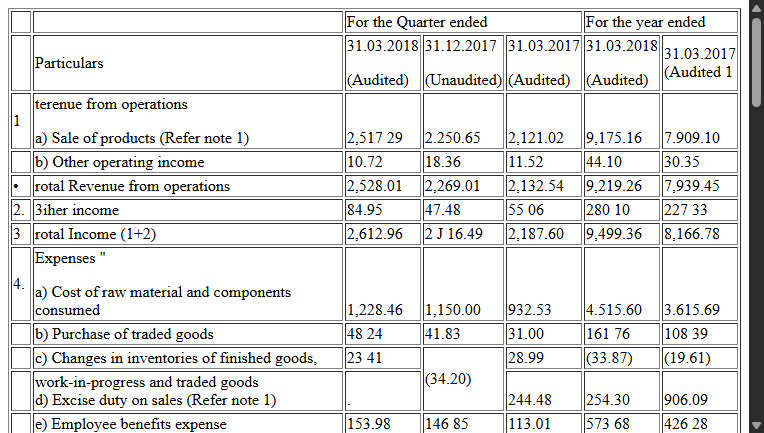 For the Quarter ended For the year ended
Particulars 31.03.2018 (Audited) 31.12.2017 (Unaudited) 31.03.2017 (Audited) 31.03.2018 (Audited) 31.03.2017 (Audited 1
1 terenue from operations
a) Sale of products (Refer note 1) 2,517 29 2.250.65 2,121.02 9,175.16 7.909.10
b) Other operating income 10.72 18.36 11.52 44.10 30.35
• rotal Revenue from operations 2,528.01 2,269.01 2,132.54 9,219.26 7,939.45
2. 3iher income 84.95 47.48 55 06 280 10 227 33
3 rotal Income (1+2) 2,612.96 2 J 16.49 2,187.60 9,499.36 8,166.78
4. Expenses "
a) Cost of raw material and components
consumed 1,228.46 1,150.00 932.53 4.515.60 3.615.69
b) Purchase of traded goods 48 24 41.83 31.00 161 76 108 39
c) Changes in inventories of finished goods, 23 41 (34.20) 28.99 (33.87) (19.61)
work-in-progress and traded goods
d) Excise duty on sales (Refer note 1) . 244.48 254.30 906.09
e) Employee benefits expense 153.98 146 85 113.01 573 68 426 28